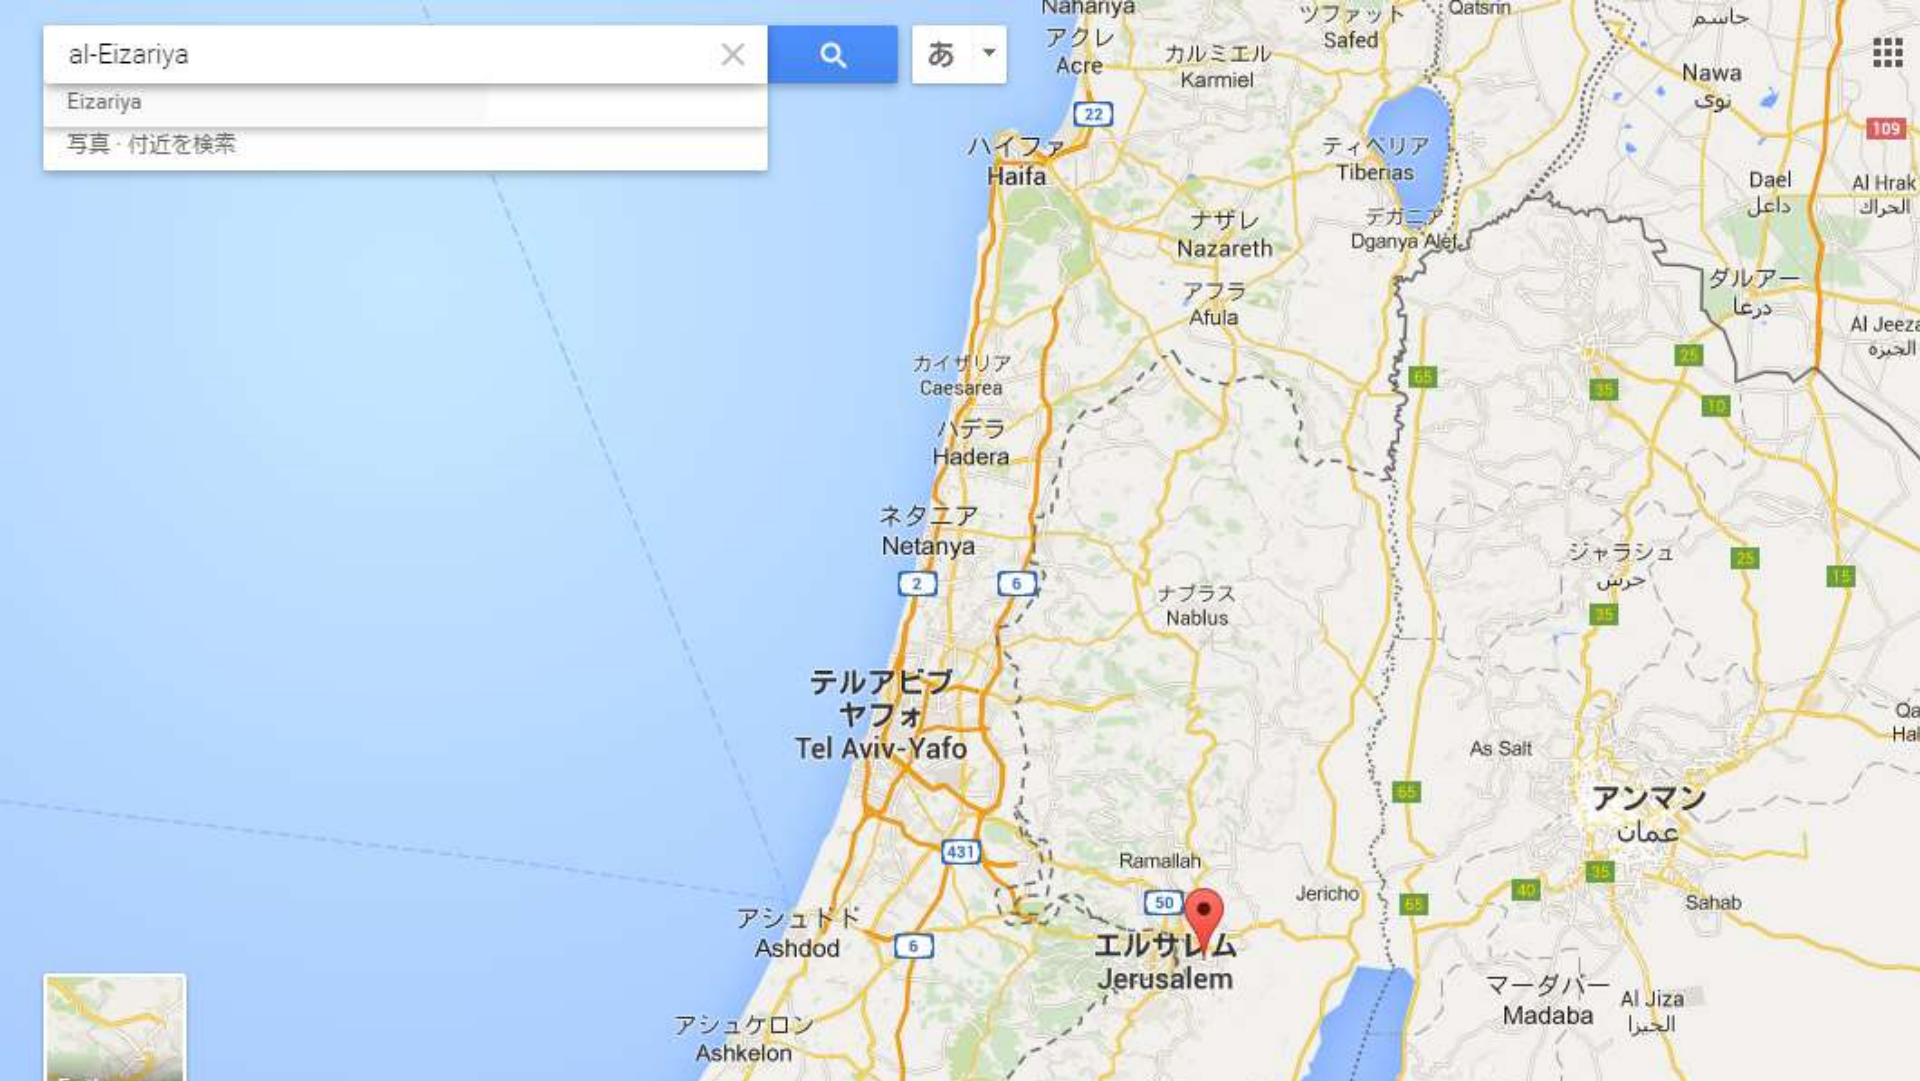 al-Eizariya
あ
Eizariya
写真 · 付近を検索
Nahariya
アクレ
Acre
カルミエル
Karmiel
ツファット
Safed
Qatsrin
جاسم
Nawa
نوى
109
22
ハイファ
Haifa
ティベリア
Tiberias
Dael
داعل
Al Hrak
الحراك
ナザレ
Nazareth
デガニア
Dganya Alef
アフラ
Afula
ダルアー
درعا
Al Jeeza
الجيزه
カイザリア
Caesarea
65
25
35
10
ハデラ
Hadera
ネタニア
Netanya
2
6
ナブラス
Nablus
ジャラシュ
جرش
25
15
35
テルアビブ
ヤフォ
Tel Aviv-Yafo
As Salt
65
アンマン
عمان
431
Ramallah
50
Jericho
65
40
35
Sahab
アシュドド
Ashdod
6
エルサレム
Jerusalem
マーダバー
Madaba
Al Jiza
الجيزا
アシュケロン
Ashkelon